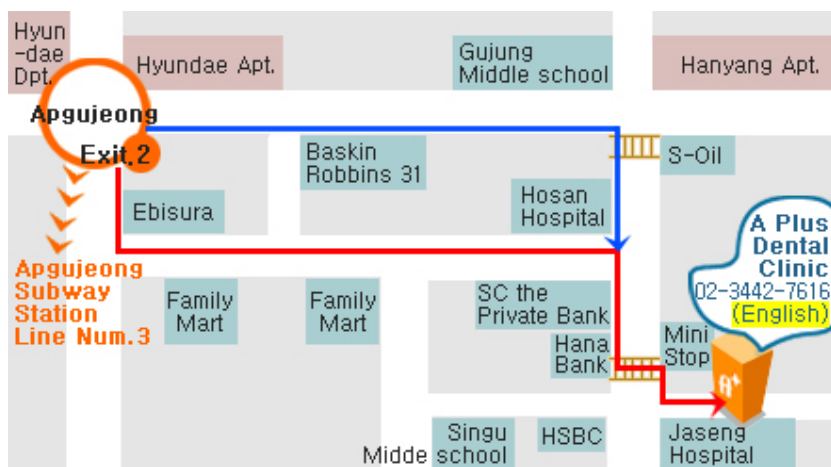 Hyun
-dae
Dpt.
Hyundae Apt.
Gujung
Middle school
Hanyang Apt.
Apgujeong
Exit.2
Baskin
Robbins 31
S-Oil
Ebisura
Hosan
Hospital
A Plus
Dental
Clinic
02-3442-7616
(English)
Apgujeong
Subway
Station
Line Num.3
Family
Mart
Family
Mart
SC the
Private Bank
Hana
Bank
Mini
Stop
A+
Singu
Midde school
HSBC
Jaseng
Hospital